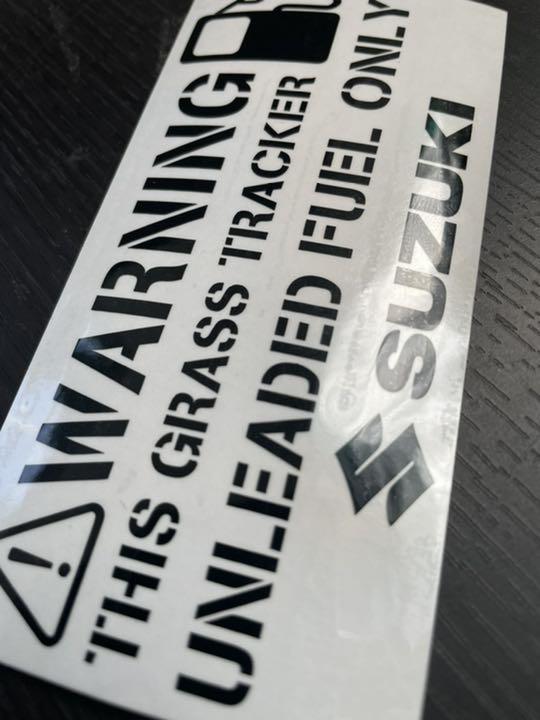 WARNING
THIS GRASS TRACKER
UNLEADED FUEL ONLY
SUZUKI